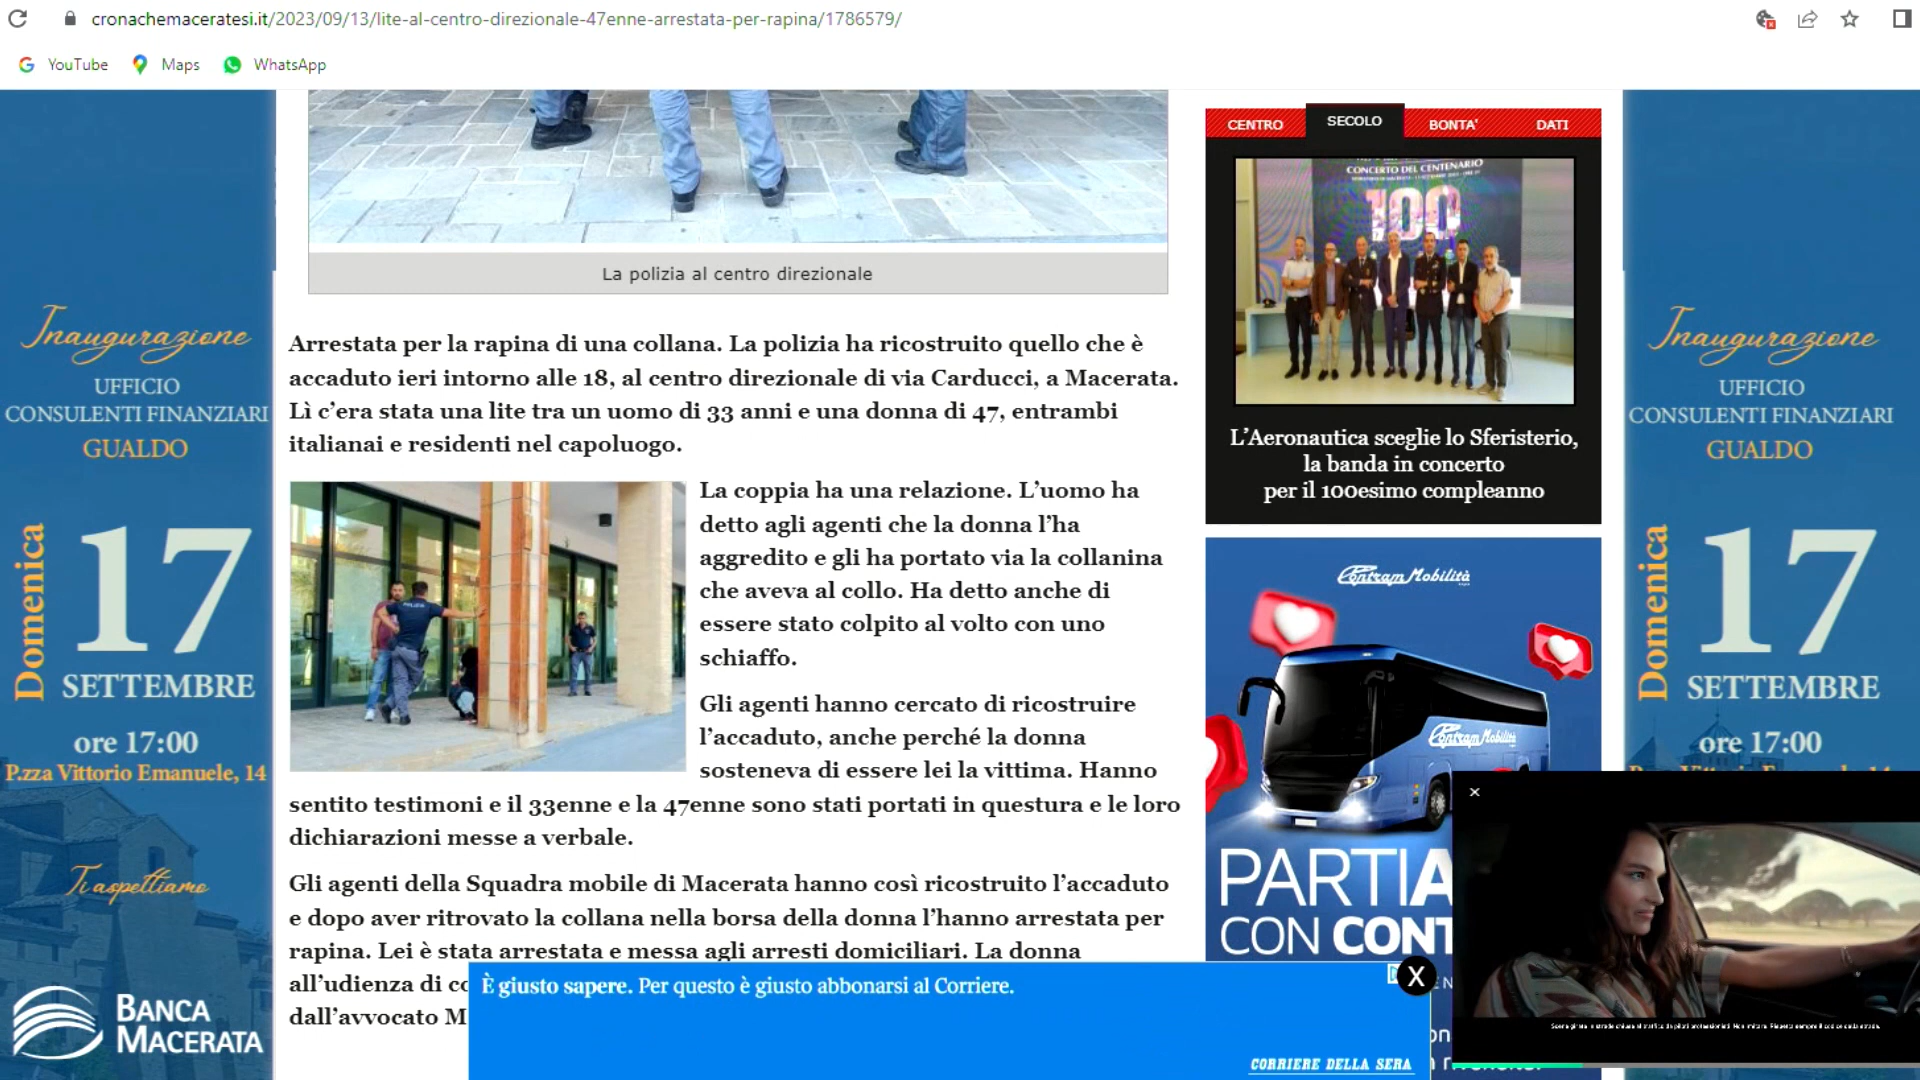 cronachemaceratesi.it/2023/09/13/lite-al-centro-direzionale-47enne-arrestata-per-rapina/1786579/
YouTube
Maps
WhatsApp
Inaugurazione
UFFICIO
CONSULENTI FINANZIARI
GUALDO
Domenica
17
SETTEMBRE
ore 17:00
P.zza Vittorio Emanuele, 14
Ti aspettiamo
BANCA
MACERATA
La polizia al centro direzionale
Arrestata per la rapina di una collana. La polizia ha ricostruito quello che è
accaduto ieri intorno alle 18, al centro direzionale di via Carducci, a Macerata.
Lì c’era stata una lite tra un uomo di 33 anni e una donna di 47, entrambi
italianai e residenti nel capoluogo.
La coppia ha una relazione. L’uomo ha
detto agli agenti che la donna l’ha
aggredito e gli ha portato via la collanina
che aveva al collo. Ha detto anche di
essere stato colpito al volto con uno
schiaffo.
Gli agenti hanno cercato di ricostruire
l’accaduto, anche perché la donna
sosteneva di essere lei la vittima. Hanno
sentito testimoni e il 33enne e la 47enne sono stati portati in questura e le loro
dichiarazioni messe a verbale.
Gli agenti della Squadra mobile di Macerata hanno così ricostruito l’accaduto
e dopo aver ritrovato la collana nella borsa della donna l’hanno arrestata per
rapina. Lei è stata arrestata e messa agli arresti domiciliari. La donna
all’udienza di co
dall’avvocato M
È giusto sapere. Per questo è giusto abbonarsi al Corriere.
X
CORRIERE DELLA SERA
CENTRO
SECOLO
BONTA'
DATI
CONCERTO DEL CENTENARIO
100
L’Aeronautica sceglie lo Sferisterio,
la banda in concerto
per il 100esimo compleanno
Contram Mobilità
Contram Mobilità
PARTIA
CON CONT
Inaugurazione
UFFICIO
CONSULENTI FINANZIARI
GUALDO
Domenica
17
SETTEMBRE
ore 17:00